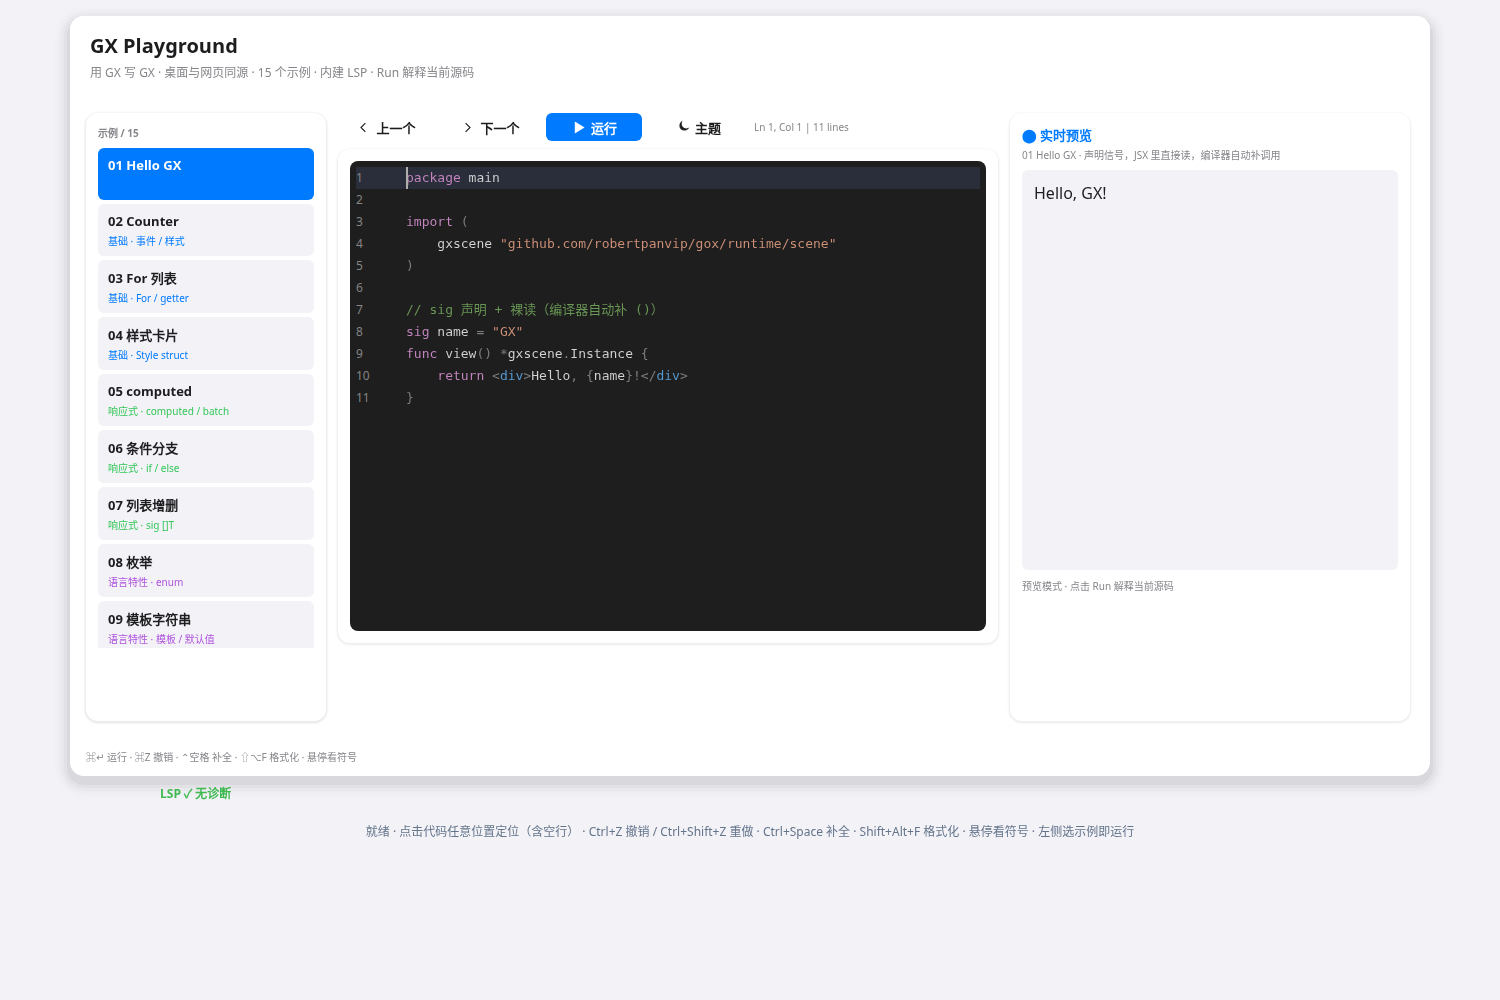 GX Playground
用 GX 写 GX · 桌面与网页同源 · 15 个示例 · 内建 LSP · Run 解释当前源码
示例 / 15
01 Hello GX
02 Counter
基础 · 事件 / 样式
03 For 列表
基础 · For / getter
04 样式卡片
基础 · Style struct
05 computed
响应式 · computed / batch
06 条件分支
响应式 · if / else
07 列表增删
响应式 · sig []T
08 枚举
语言特性 · enum
09 模板字符串
语言特性 · 模板 / 默认值
上一个 下一个 运行 主题 Ln 1, Col 1 | 11 lines
1 package main
2
3 import (
4     gxscene "github.com/robertpanvip/gox/runtime/scene"
5 )
6
7 // sig 声明 + 裸读（编译器自动补 ()）
8 sig name = "GX"
9 func view() *gxscene.Instance {
10     return <div>Hello, {name}!</div>
11 }
实时预览
01 Hello GX · 声明信号，JSX 里直接读，编译器自动补调用
Hello, GX!
预览模式 · 点击 Run 解释当前源码
⌘↵ 运行 · ⌘Z 撤销 · ⌃空格 补全 · ⇧⌥F 格式化 · 悬停看符号
LSP ✓ 无诊断
就绪 · 点击代码任意位置定位（含空行） · Ctrl+Z 撤销 / Ctrl+Shift+Z 重做 · Ctrl+Space 补全 · Shift+Alt+F 格式化 · 悬停看符号 · 左侧选示例即运行